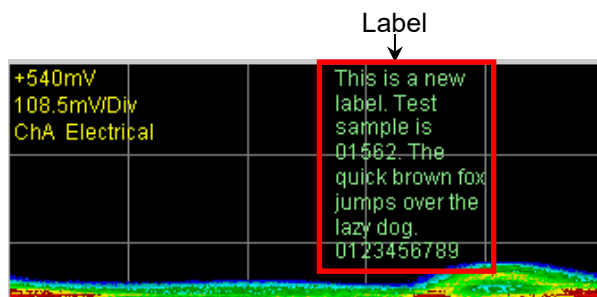 Label
+540mV
108.5mV/Div
ChA Electrical
This is a new
label. Test
sample is
01562. The
quick brown fox
jumps over the
lazy dog.
0123456789